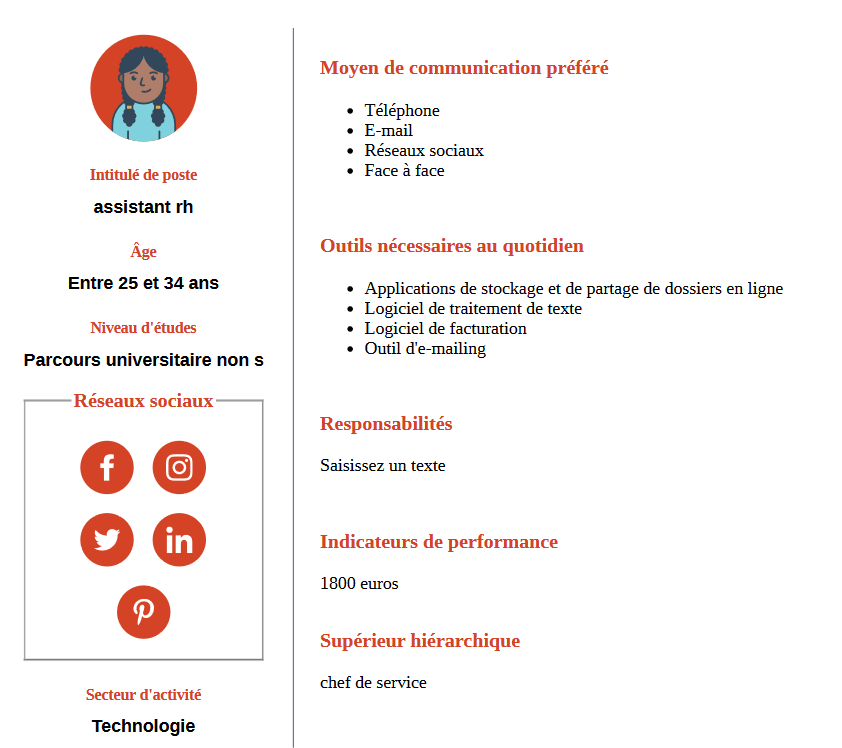 Intitulé de poste
assistant rh
Âge
Entre 25 et 34 ans
Niveau d'études
Parcours universitaire non s
Réseaux sociaux
Secteur d'activité
Technologie
Moyen de communication préféré
Téléphone
E-mail
Réseaux sociaux
Face à face
Outils nécessaires au quotidien
Applications de stockage et de partage de dossiers en ligne
Logiciel de traitement de texte
Logiciel de facturation
Outil d'e-mailing
Responsabilités
Saisissez un texte
Indicateurs de performance
1800 euros
Supérieur hiérarchique
chef de service